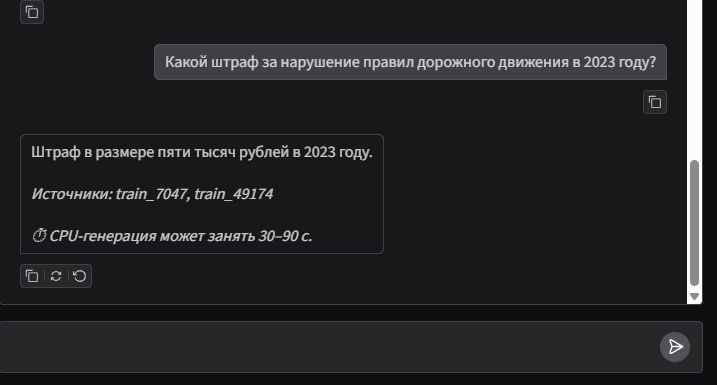 Какой штраф за нарушение правил дорожного движения в 2023 году?
Штраф в размере пяти тысяч рублей в 2023 году.
Источники: train_7047, train_49174
⏱ CPU-генерация может занять 30–90 с.